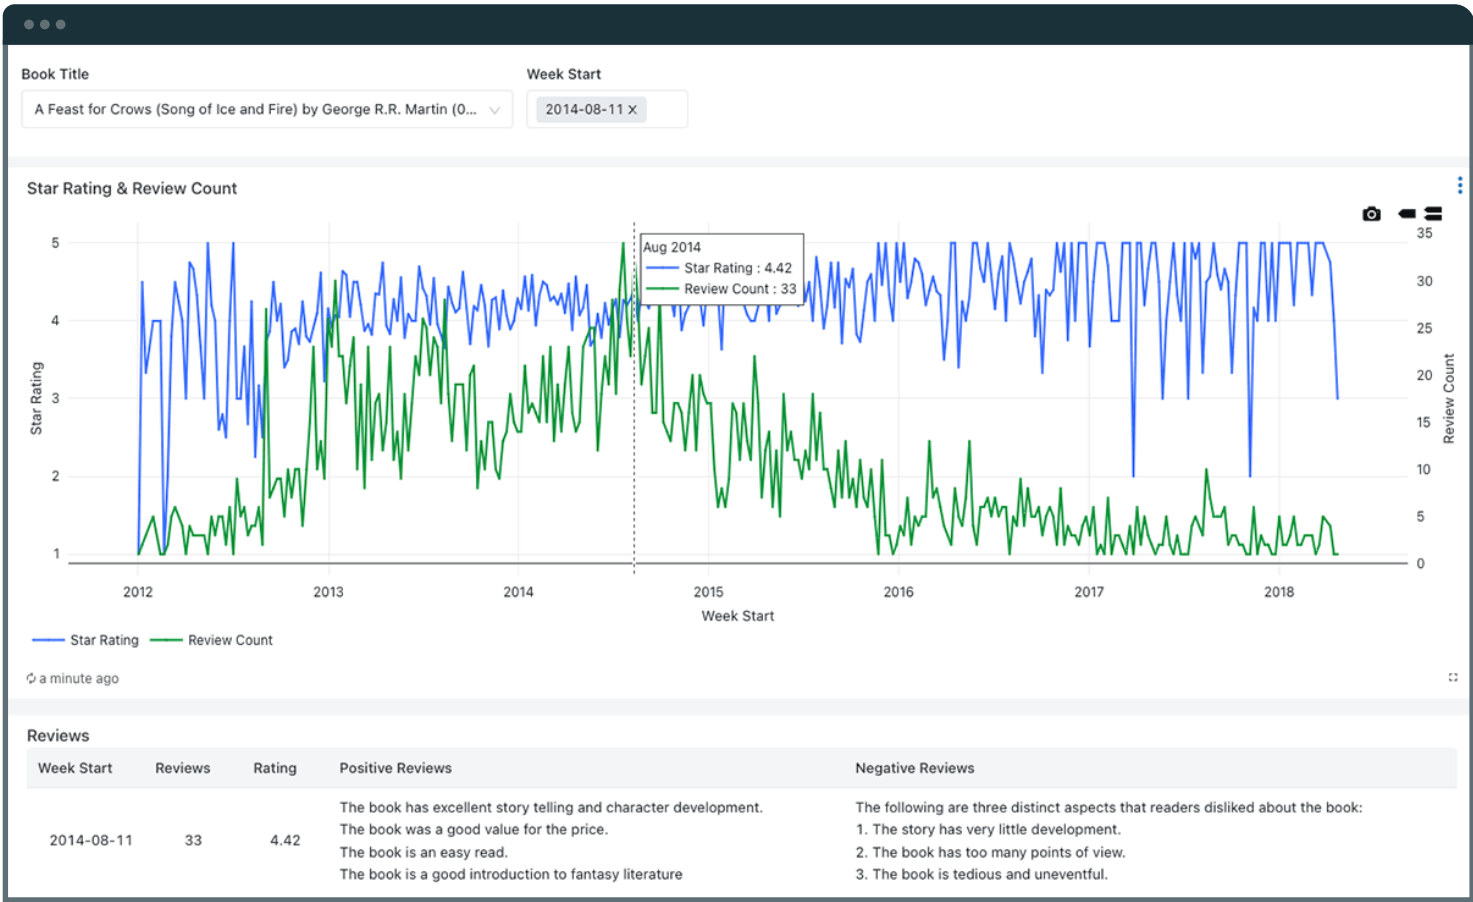 Book Title
Week Start
A Feast for Crows (Song of Ice and Fire) by George R.R. Martin (0...
2014-08-11 ×
Star Rating & Review Count
5
4
3
2
1
Star Rating
Aug 2014
Star Rating : 4.42
Review Count : 33
35
30
25
20
15
10
5
0
Review Count
2012
2013
2014
2015
2016
2017
2018
Week Start
Star Rating
Review Count
a minute ago
Reviews
Week Start
Reviews
Rating
Positive Reviews
Negative Reviews
2014-08-11
33
4.42
The book has excellent story telling and character development.
The book was a good value for the price.
The book is an easy read.
The book is a good introduction to fantasy literature
The following are three distinct aspects that readers disliked about the book:
1. The story has very little development.
2. The book has too many points of view.
3. The book is tedious and uneventful.